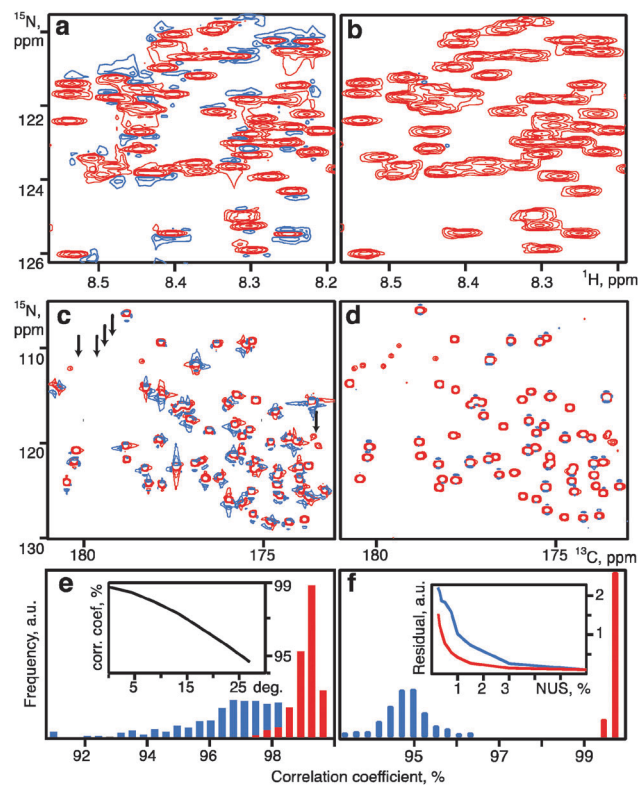 ¹⁵N,
ppm
a
b
122
124
126
8.5
8.4
8.3
8.2
8.5
8.4
8.3
¹H, ppm
¹⁵N,
ppm
c
d
110
120
130
180
175
180
175
¹³C, ppm
e
f
Frequency, a.u.
corr. coef, %
99
95
5
15
25
deg.
Residual, a.u.
2
1
1
2
3
NUS, %
92
94
96
98
95
97
99
Correlation coefficient, %